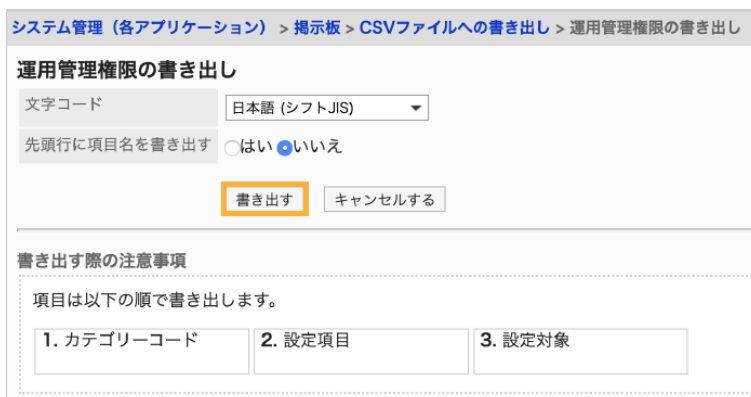 システム管理（各アプリケーション） > 掲示板 > CSVファイルへの書き出し > 運用管理権限の書き出し
運用管理権限の書き出し
文字コード 日本語 (シフトJIS)
先頭行に項目名を書き出す はい いいえ
書き出す キャンセルする
書き出す際の注意事項
項目は以下の順で書き出します。
1. カテゴリーコード 2. 設定項目 3. 設定対象